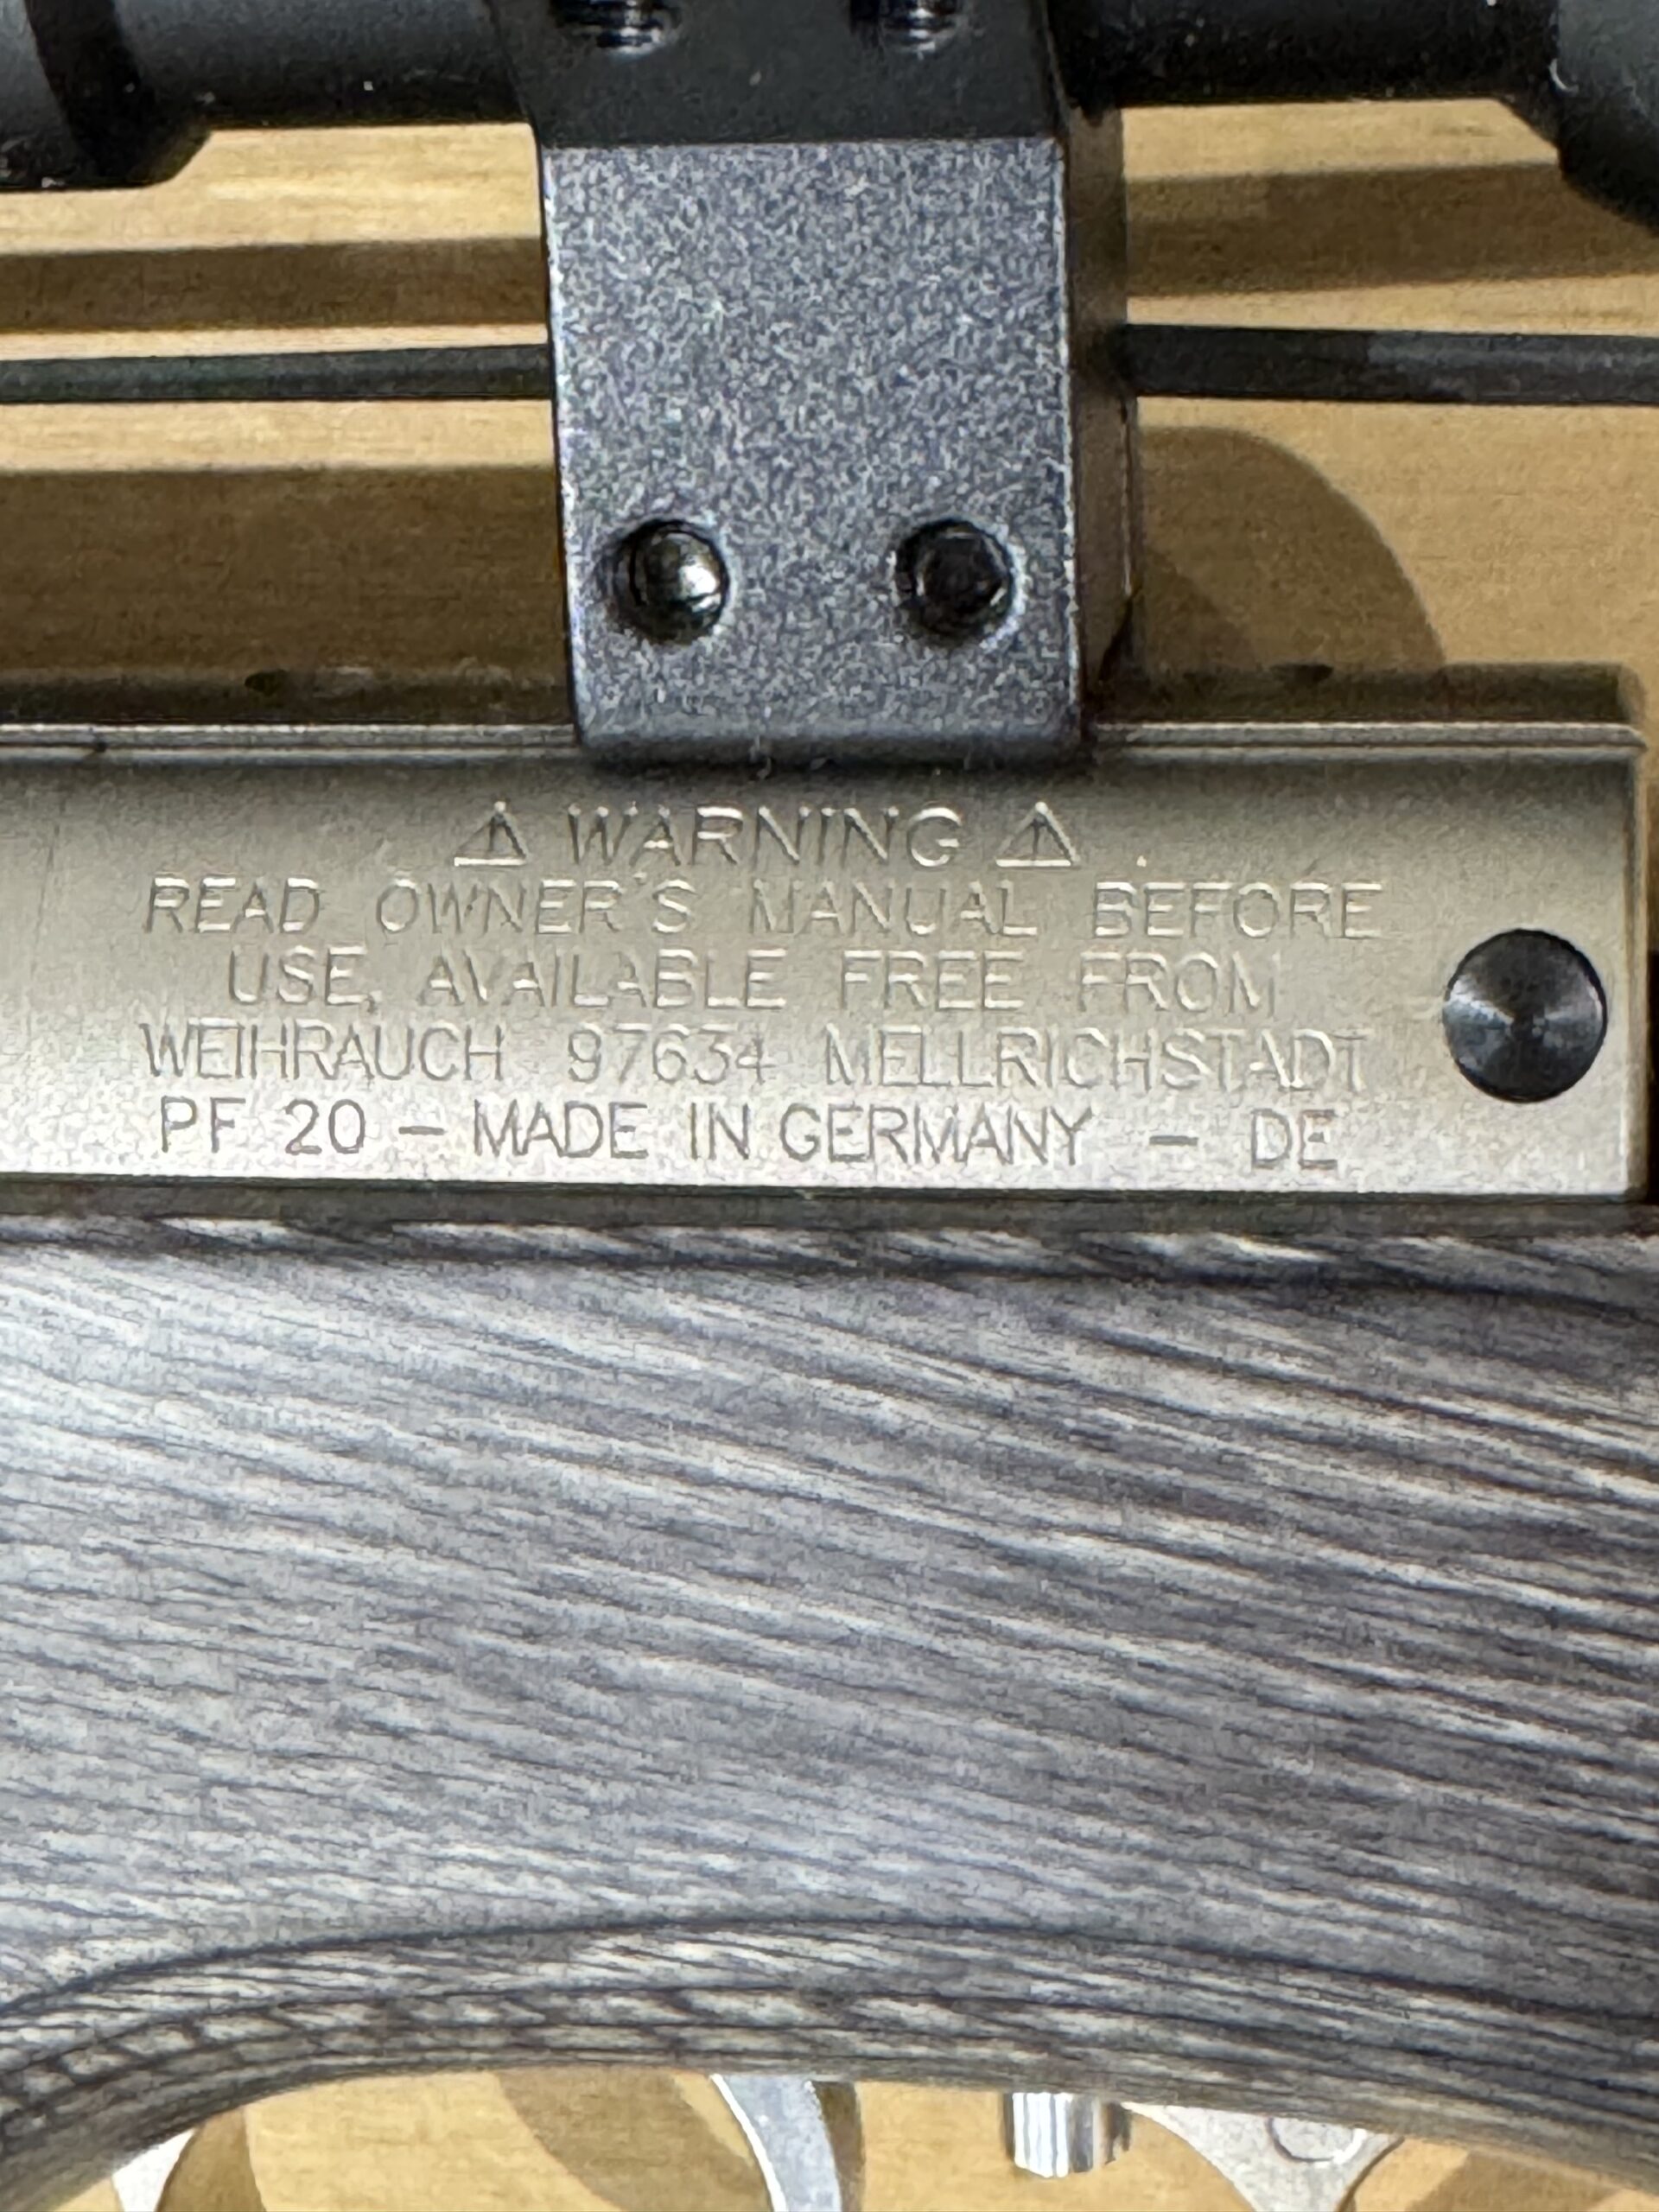 ⚠ WARNING ⚠
READ OWNER'S MANUAL BEFORE
USE, AVAILABLE FREE FROM
WEIHRAUCH 97634 MELLRICHSTADT
PF 20 – MADE IN GERMANY – DE